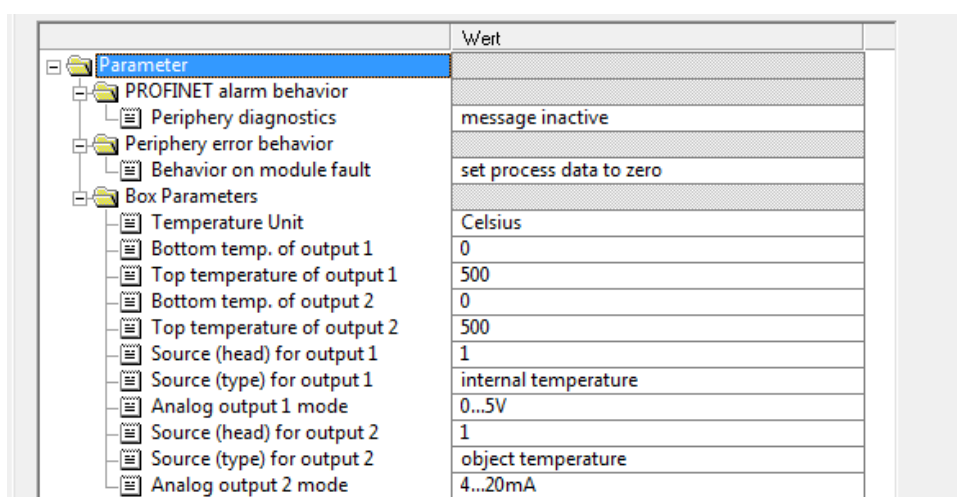 Wert
Parameter
PROFINET alarm behavior
Periphery diagnostics message inactive
Periphery error behavior
Behavior on module fault set process data to zero
Box Parameters
Temperature Unit Celsius
Bottom temp. of output 1 0
Top temperature of output 1 500
Bottom temp. of output 2 0
Top temperature of output 2 500
Source (head) for output 1 1
Source (type) for output 1 internal temperature
Analog output 1 mode 0...5V
Source (head) for output 2 1
Source (type) for output 2 object temperature
Analog output 2 mode 4...20mA